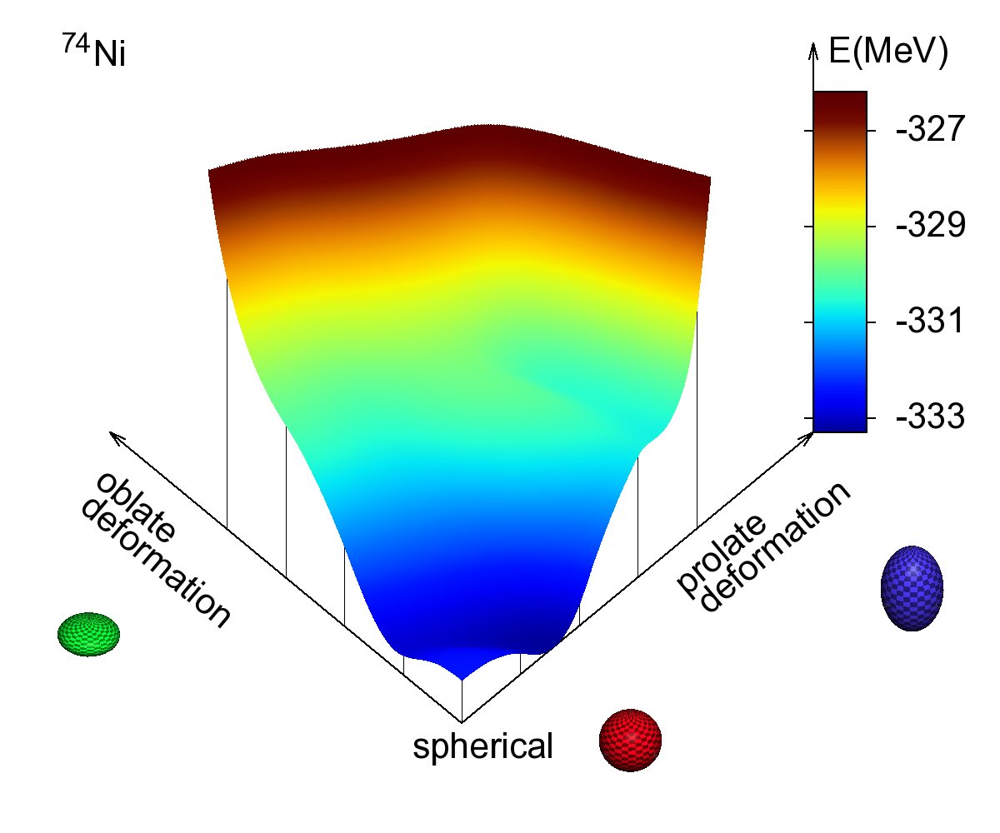 ⁷⁴Ni
E(MeV)
-327
-329
-331
-333
oblate
deformation
prolate
deformation
spherical